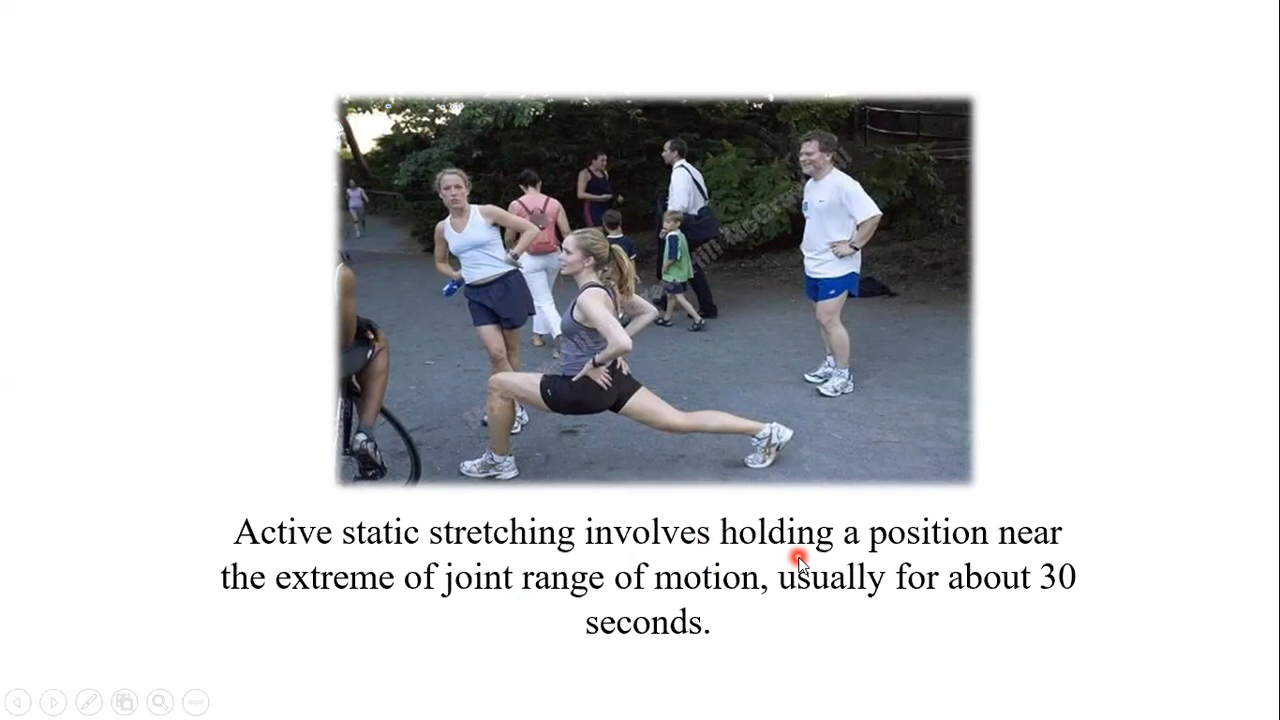 Active static stretching involves holding a position near
the extreme of joint range of motion, usually for about 30
seconds.